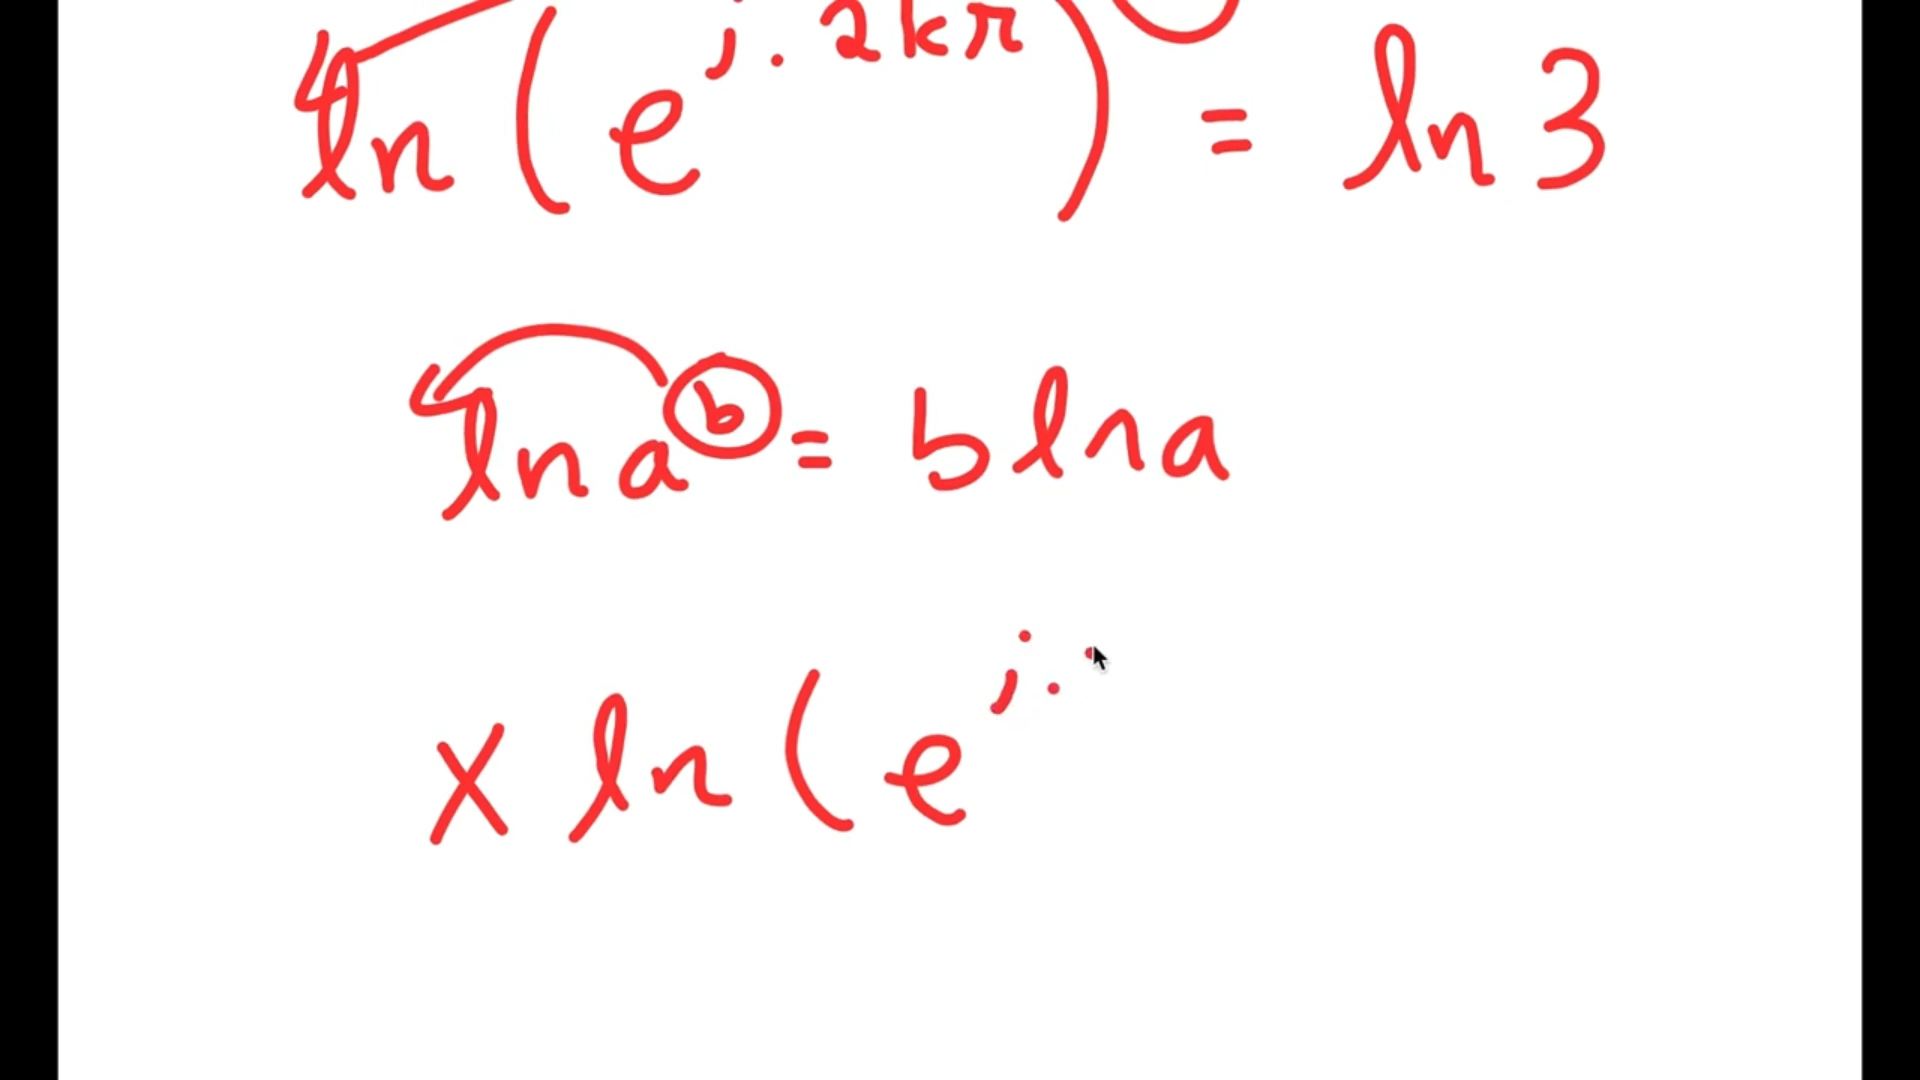 ln(e^{i.2kπ}) = ln3
ln a^b = b ln a
x ln(e^{i.